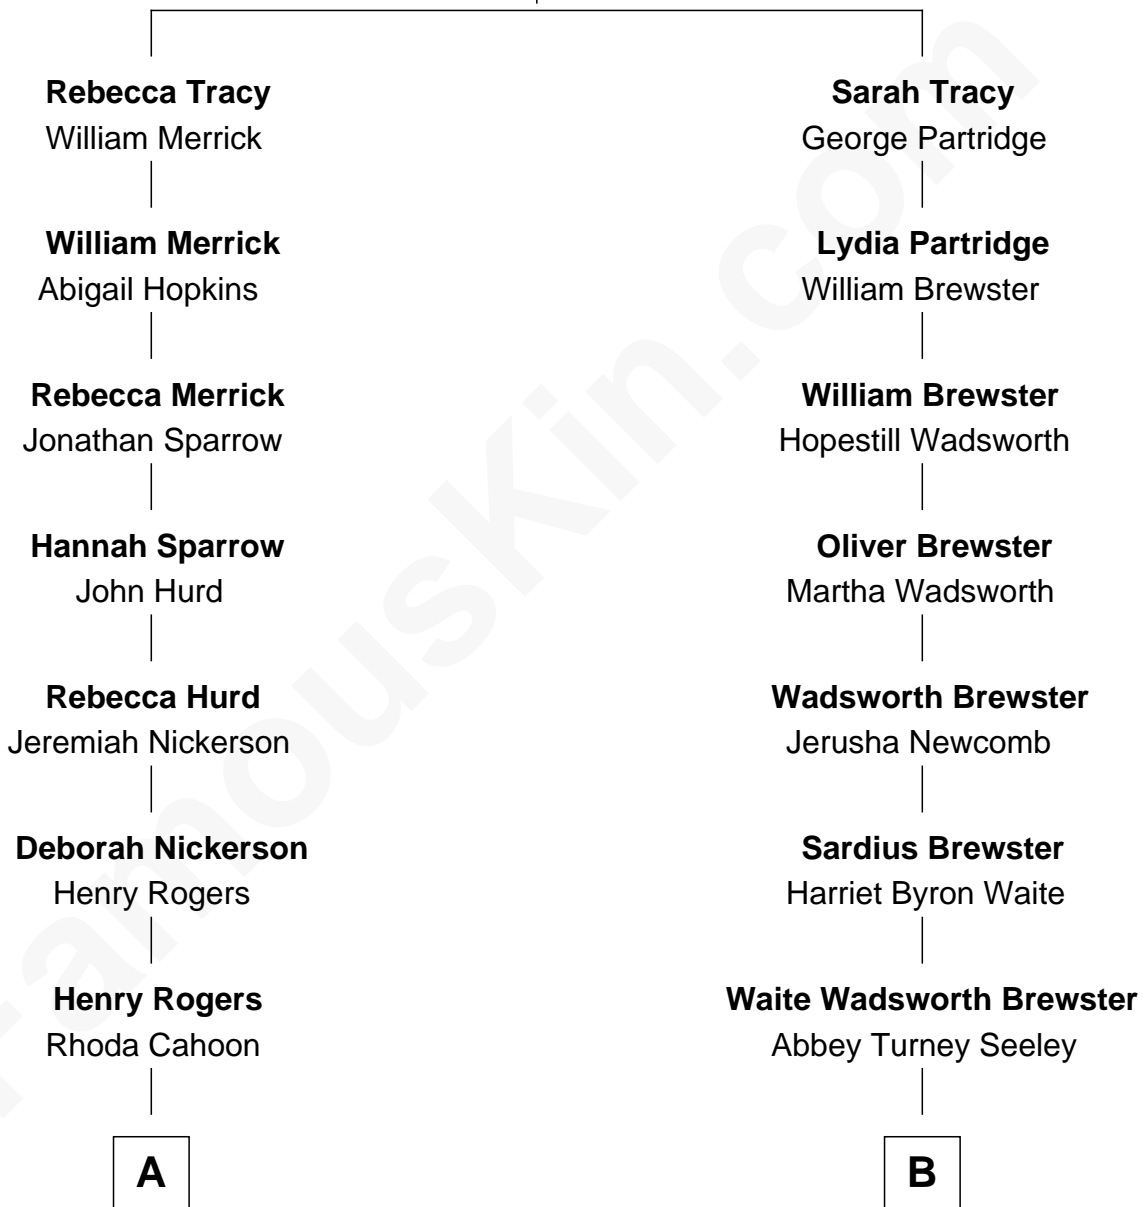 Rebecca Tracy
William Merrick
William Merrick
Abigail Hopkins
Rebecca Merrick
Jonathan Sparrow
Hannah Sparrow
John Hurd
Rebecca Hurd
Jeremiah Nickerson
Deborah Nickerson
Henry Rogers
Henry Rogers
Rhoda Cahoon
A
Sarah Tracy
George Partridge
Lydia Partridge
William Brewster
William Brewster
Hopestill Wadsworth
Oliver Brewster
Martha Wadsworth
Wadsworth Brewster
Jerusha Newcomb
Sardius Brewster
Harriet Byron Waite
Waite Wadsworth Brewster
Abbey Turney Seeley
B
FamousKin.com